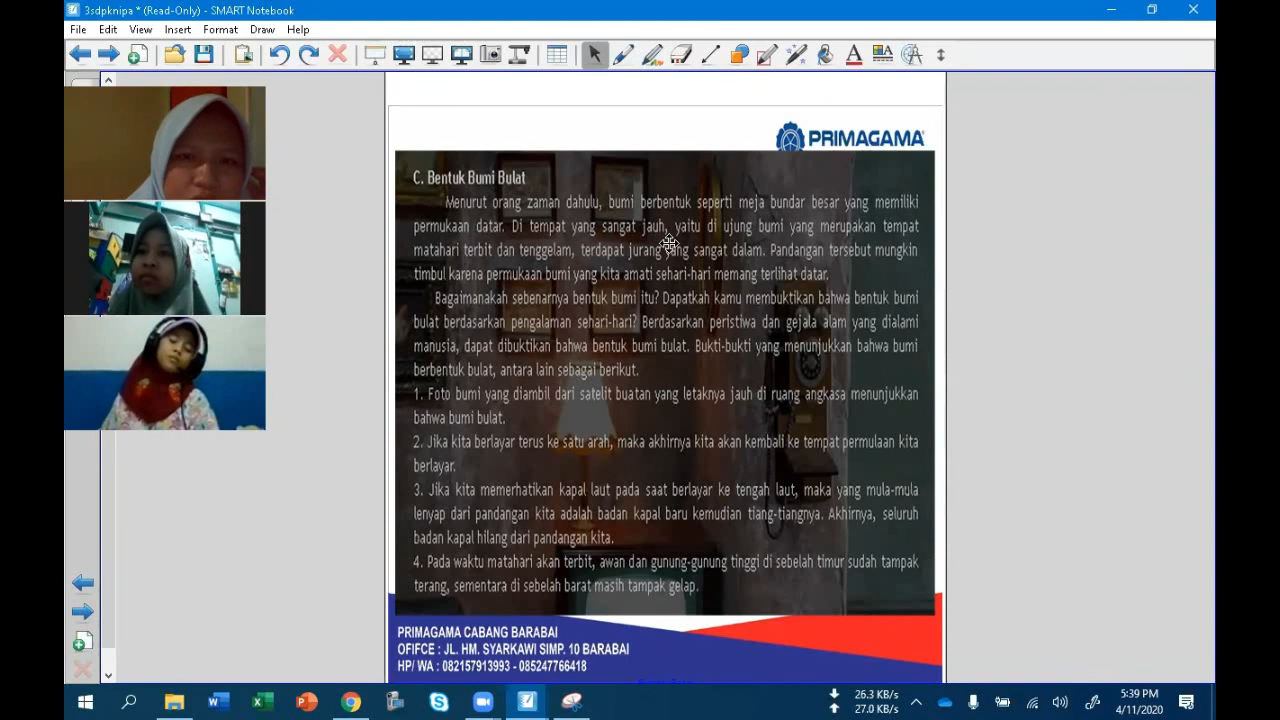 3sdpknipa * (Read-Only) - SMART Notebook
File Edit View Insert Format Draw Help
PRIMAGAMA
C. Bentuk Bumi Bulat
Menurut orang zaman dahulu, bumi berbentuk seperti meja bundar besar yang memiliki
permukaan datar. Di tempat yang sangat jauh, yaitu di ujung bumi yang merupakan tempat
matahari terbit dan tenggelam, terdapat jurang yang sangat dalam. Pandangan tersebut mungkin
timbul karena permukaan bumi yang kita amati sehari-hari memang terlihat datar.
Bagaimanakah sebenarnya bentuk bumi itu? Dapatkah kamu membuktikan bahwa bentuk bumi
bulat berdasarkan pengalaman sehari-hari? Berdasarkan peristiwa dan gejala alam yang dialami
manusia, dapat dibuktikan bahwa bentuk bumi bulat. Bukti-bukti yang menunjukkan bahwa bumi
berbentuk bulat, antara lain sebagai berikut.
1. Foto bumi yang diambil dari satelit buatan yang letaknya jauh di ruang angkasa menunjukkan
bahwa bumi bulat.
2. Jika kita berlayar terus ke satu arah, maka akhirnya kita akan kembali ke tempat permulaan kita
berlayar.
3. Jika kita memerhatikan kapal laut pada saat berlayar ke tengah laut, maka yang mula-mula
lenyap dari pandangan kita adalah badan kapal baru kemudian tiang-tiangnya. Akhirnya, seluruh
badan kapal hilang dari pandangan kita.
4. Pada waktu matahari akan terbit, awan dan gunung-gunung tinggi di sebelah timur sudah tampak
terang, sementara di sebelah barat masih tampak gelap.
PRIMAGAMA CABANG BARABAI
OFIFCE : JL. HM. SYARKAWI SIMP. 10 BARABAI
HP/ WA : 082157913993 - 085247766418
26.3 KB/s
27.0 KB/s
5:39 PM
4/11/2020